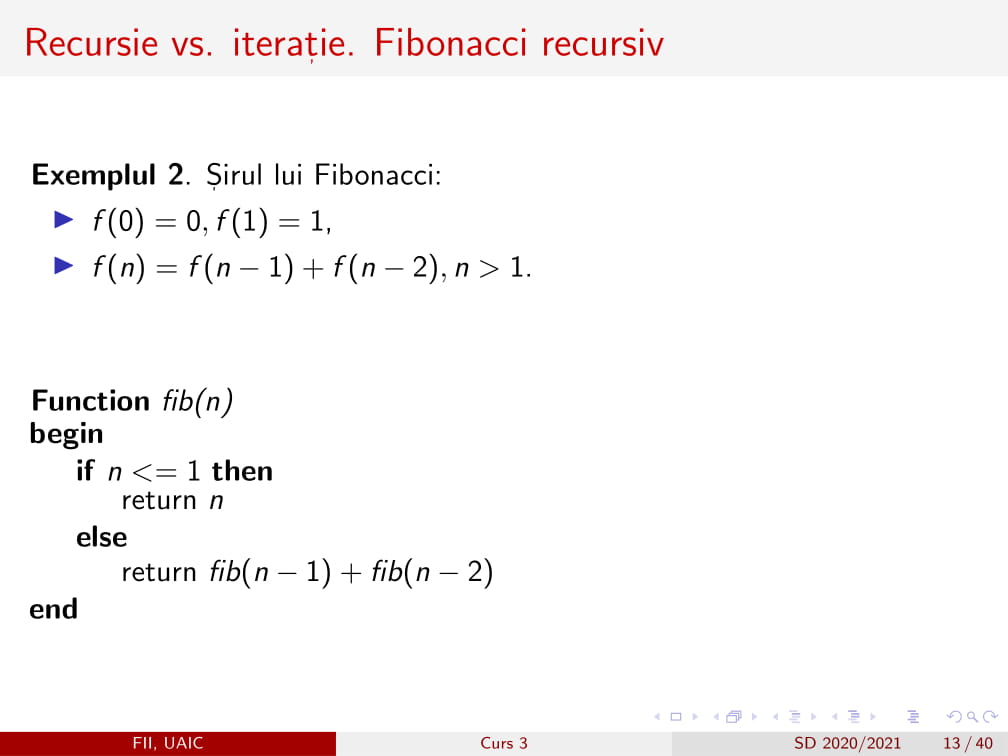 Recursie vs. iterație. Fibonacci recursiv
Exemplul 2. Șirul lui Fibonacci:
▶ f(0) = 0, f(1) = 1,
▶ f(n) = f(n − 1) + f(n − 2), n > 1.
Function fib(n)
begin
if n <= 1 then
return n
else
return fib(n − 1) + fib(n − 2)
end
FII, UAIC Curs 3 SD 2020/2021 13 / 40